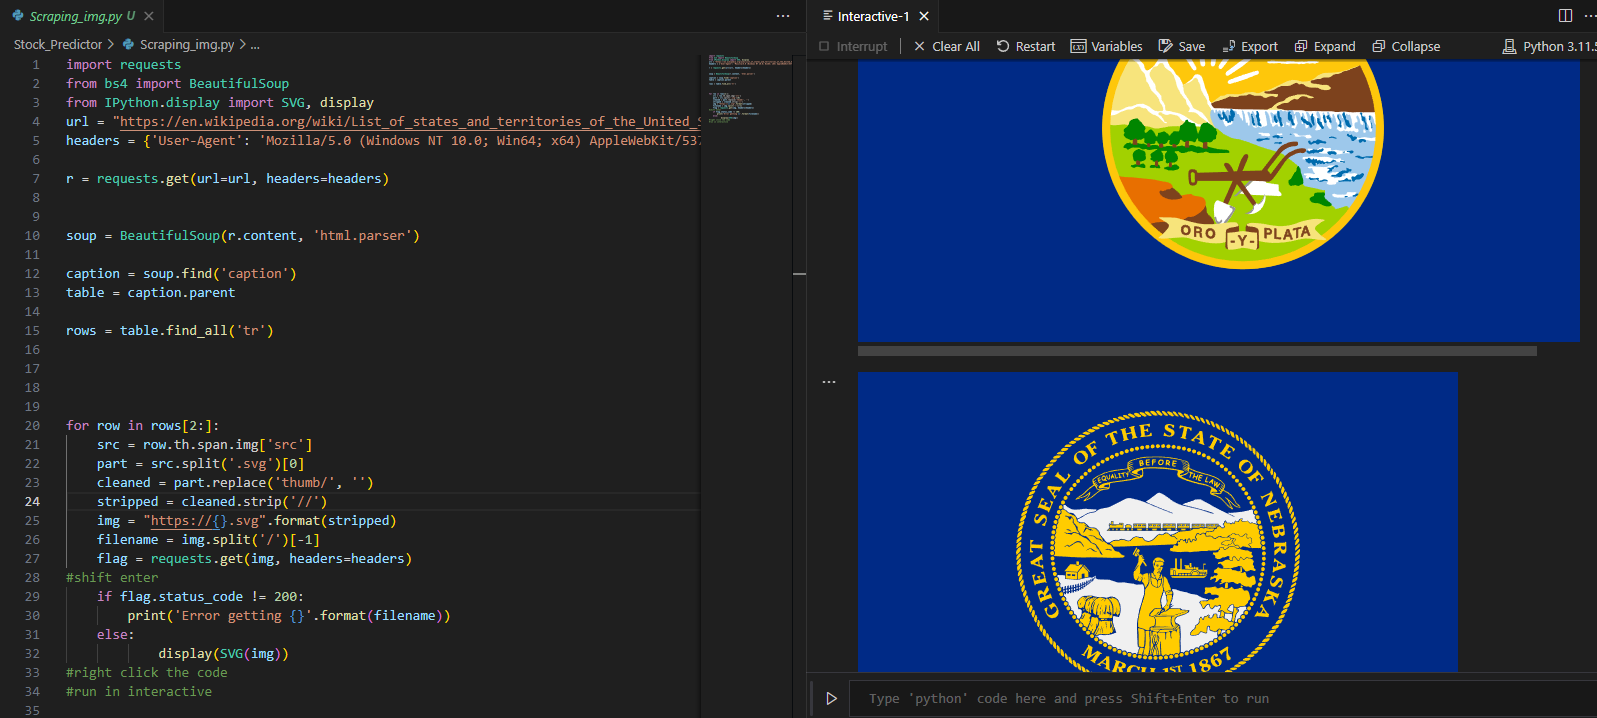 Scraping_img.py U
Stock_Predictor > Scraping_img.py > ...
1 import requests
2 from bs4 import BeautifulSoup
3 from IPython.display import SVG, display
4 url = "https://en.wikipedia.org/wiki/List_of_states_and_territories_of_the_United_S
5 headers = {'User-Agent': 'Mozilla/5.0 (Windows NT 10.0; Win64; x64) AppleWebKit/537
6
7 r = requests.get(url=url, headers=headers)
8
9
10 soup = BeautifulSoup(r.content, 'html.parser')
11
12 caption = soup.find('caption')
13 table = caption.parent
14
15 rows = table.find_all('tr')
16
17
18
19
20 for row in rows[2:]:
21 src = row.th.span.img['src']
22 part = src.split('.svg')[0]
23 cleaned = part.replace('thumb/', '')
24 stripped = cleaned.strip('//')
25 img = "https://{}.svg".format(stripped)
26 filename = img.split('/')[-1]
27 flag = requests.get(img, headers=headers)
28 #shift enter
29 if flag.status_code != 200:
30 print('Error getting {}'.format(filename))
31 else:
32 display(SVG(img))
33 #right click the code
34 #run in interactive
35
Interactive-1
Interrupt | Clear All Restart Variables Save Export Expand Collapse Python 3.11.5
ORO -Y- PLATA
GREAT SEAL OF THE STATE OF NEBRASKA
EQUALITY BEFORE THE LAW
MARCH 1ST 1867
Type 'python' code here and press Shift+Enter to run